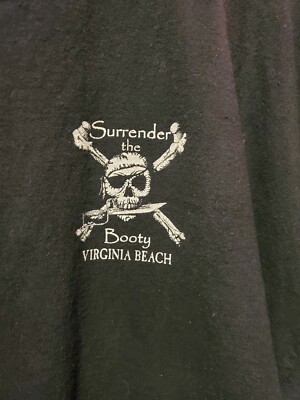 Surrender
the
Booty
VIRGINIA BEACH